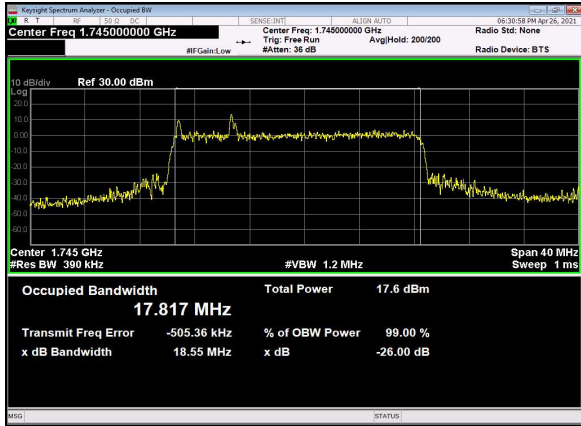 Keysight Spectrum Analyzer - Occupied BW
R T RF 50 Ω DC SENSE:INT ALIGN AUTO 06:30:58 PM Apr 26, 2021
Center Freq 1.745000000 GHz Center Freq: 1.745000000 GHz Radio Std: None
Trig: Free Run Avg|Hold: 200/200
#IFGain:Low #Atten: 36 dB Radio Device: BTS
10 dB/div Ref 30.00 dBm
Log
20.0
10.0
0.00
-10.0
-20.0
-30.0
-40.0
-50.0
-60.0
Center 1.745 GHz Span 40 MHz
#Res BW 390 kHz #VBW 1.2 MHz Sweep 1 ms
Occupied Bandwidth Total Power 17.6 dBm
17.817 MHz
Transmit Freq Error -505.36 kHz % of OBW Power 99.00 %
x dB Bandwidth 18.55 MHz x dB -26.00 dB
MSG STATUS